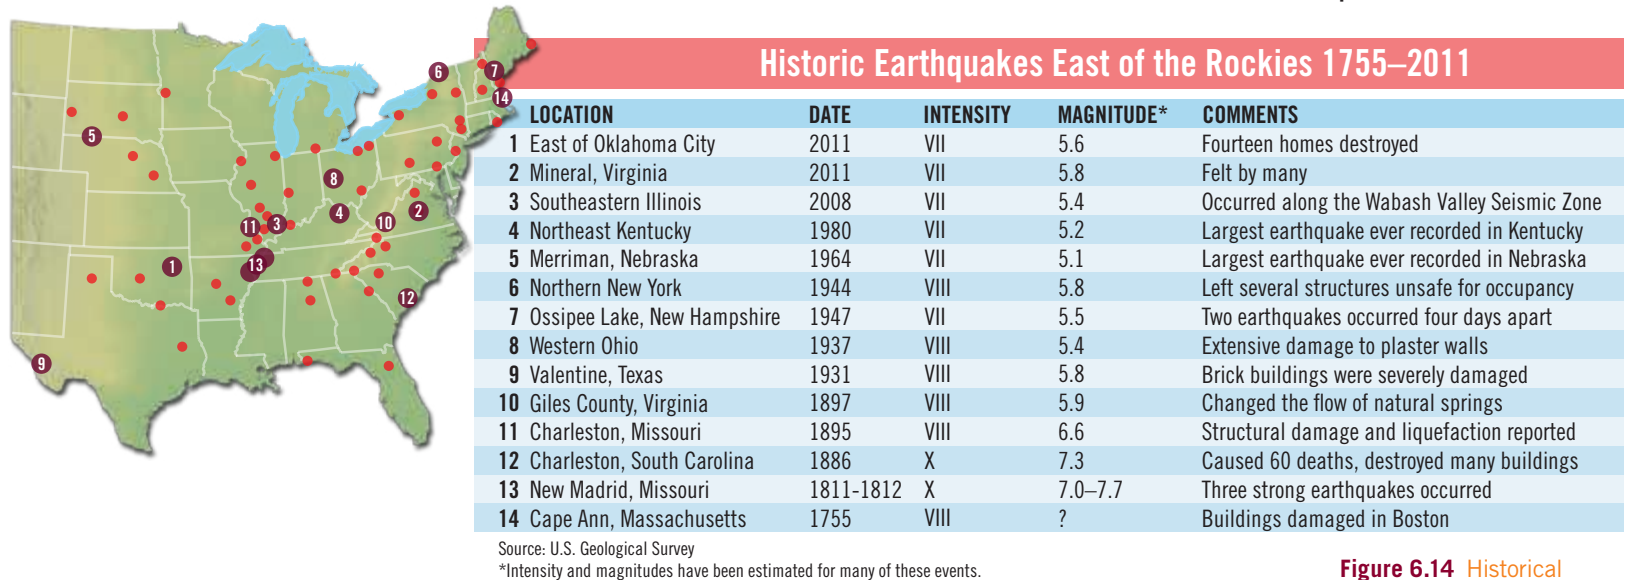 Historic Earthquakes East of the Rockies 1755–2011
LOCATION DATE INTENSITY MAGNITUDE* COMMENTS
1 East of Oklahoma City 2011 VII 5.6 Fourteen homes destroyed
2 Mineral, Virginia 2011 VII 5.8 Felt by many
3 Southeastern Illinois 2008 VII 5.4 Occurred along the Wabash Valley Seismic Zone
4 Northeast Kentucky 1980 VII 5.2 Largest earthquake ever recorded in Kentucky
5 Merriman, Nebraska 1964 VII 5.1 Largest earthquake ever recorded in Nebraska
6 Northern New York 1944 VIII 5.8 Left several structures unsafe for occupancy
7 Ossipee Lake, New Hampshire 1947 VII 5.5 Two earthquakes occurred four days apart
8 Western Ohio 1937 VIII 5.4 Extensive damage to plaster walls
9 Valentine, Texas 1931 VIII 5.8 Brick buildings were severely damaged
10 Giles County, Virginia 1897 VIII 5.9 Changed the flow of natural springs
11 Charleston, Missouri 1895 VIII 6.6 Structural damage and liquefaction reported
12 Charleston, South Carolina 1886 X 7.3 Caused 60 deaths, destroyed many buildings
13 New Madrid, Missouri 1811-1812 X 7.0–7.7 Three strong earthquakes occurred
14 Cape Ann, Massachusetts 1755 VIII ? Buildings damaged in Boston
Source: U.S. Geological Survey
*Intensity and magnitudes have been estimated for many of these events.
Figure 6.14 Historical
6
7
14
5
8
4
2
11
3
10
1
13
12
9